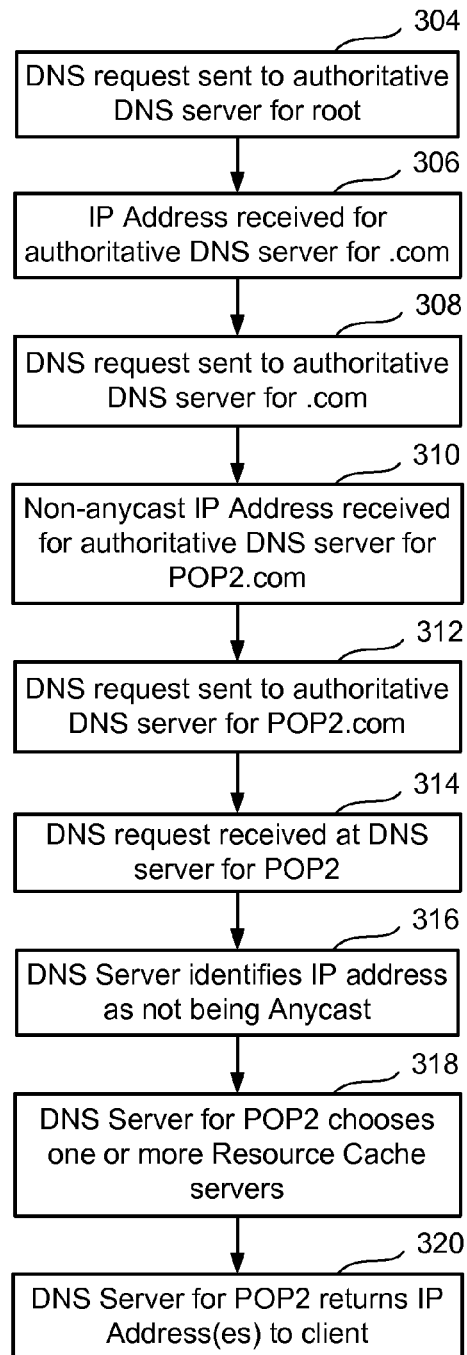 304
DNS request sent to authoritative
DNS server for root
306
IP Address received for
authoritative DNS server for .com
308
DNS request sent to authoritative
DNS server for .com
310
Non-anycast IP Address received
for authoritative DNS server for
POP2.com
312
DNS request sent to authoritative
DNS server for POP2.com
314
DNS request received at DNS
server for POP2
316
DNS Server identifies IP address
as not being Anycast
318
DNS Server for POP2 chooses
one or more Resource Cache
servers
320
DNS Server for POP2 returns IP
Address(es) to client